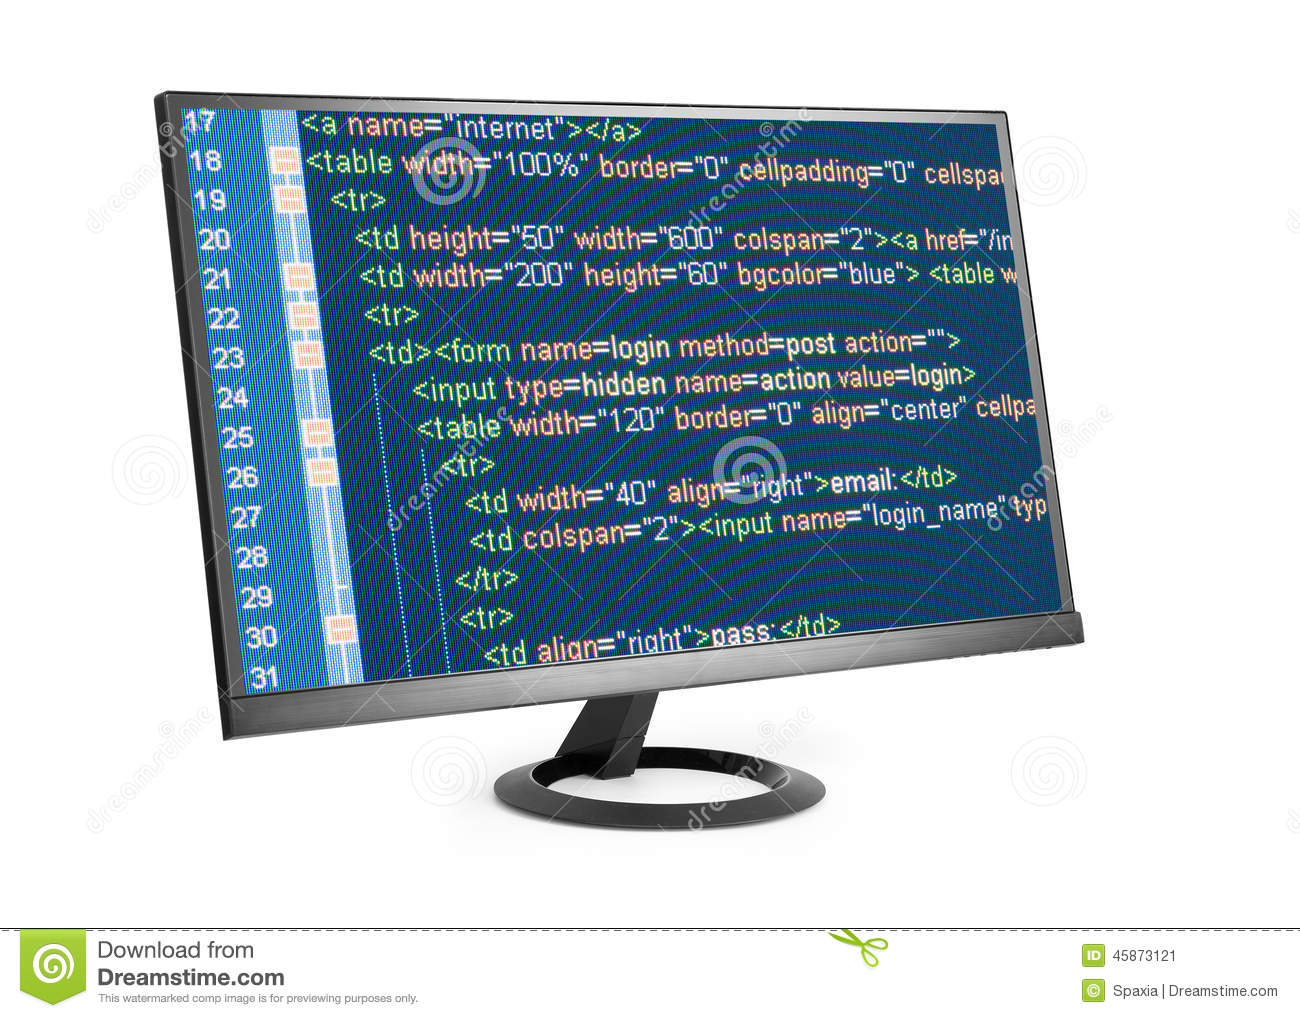 17 <a name="internet"></a>
18 <table width="100%" border="0" cellpadding="0"
19 <tr>
20 <td height="50" width="600" colspan="2"><a href="/in
21 <td width="200" height="60" bgcolor="blue"> <table w
22 <tr>
23 <td><form name=login method=post action="">
24 <input type=hidden name=action value=login>
25 <table width="120" border="0" align="center" cellpa
26 <tr>
27 <td width="40" align="right">email:</td>
28 <td colspan="2"><input name="login_name" typ
29 </tr>
30 <tr>
31 <td align="right">pass:</td>
Download from
Dreamstime.com
This watermarked comp image is for previewing purposes only.
ID 45873121
© Spaxia | Dreamstime.com